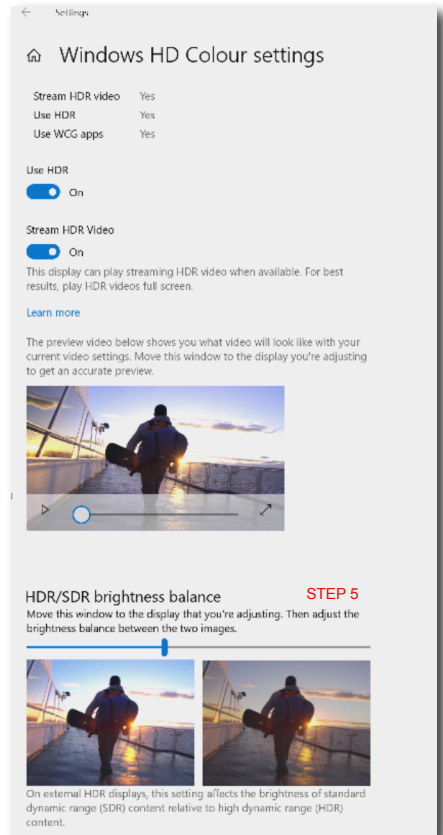 Settings
Windows HD Colour settings
Stream HDR video Yes
Use HDR Yes
Use WCG apps Yes
Use HDR
On
Stream HDR Video
On
This display can play streaming HDR video when available. For best
results, play HDR videos full screen.
Learn more
The preview video below shows you what video will look like with your
current video settings. Move this window to the display you're adjusting
to get an accurate preview.
HDR/SDR brightness balance STEP 5
Move this window to the display that you're adjusting. Then adjust the
brightness balance between the two images.
On external HDR displays, this setting affects the brightness of standard
dynamic range (SDR) content relative to high dynamic range (HDR)
content.